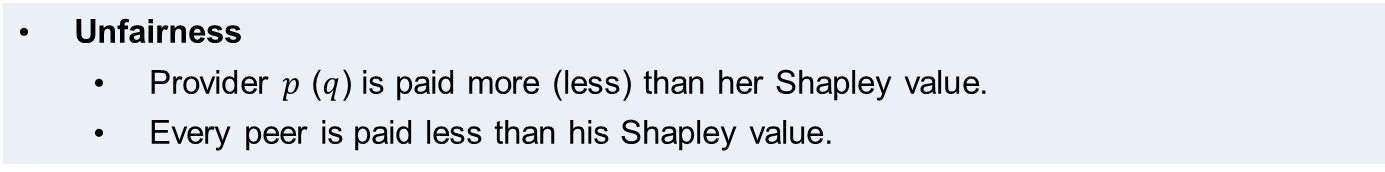 • Unfairness
• Provider 𝑝 (𝑞) is paid more (less) than her Shapley value.
• Every peer is paid less than his Shapley value.